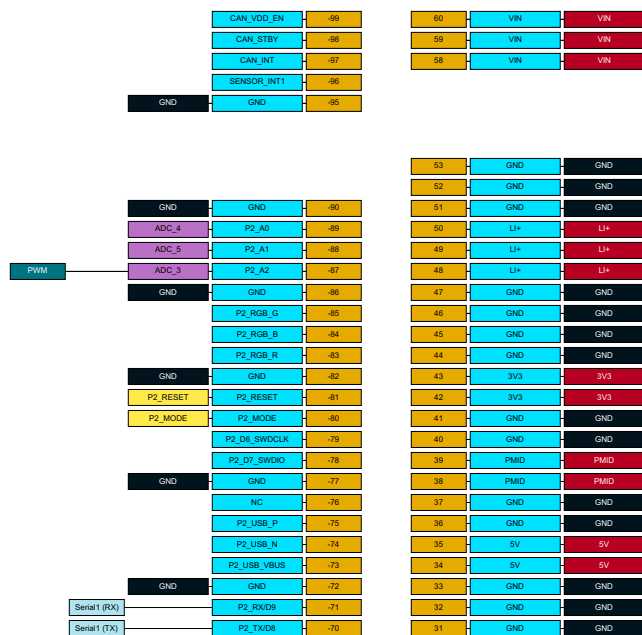 CAN_VDD_EN -99 60 VIN VIN
CAN_STBY -98 59 VIN VIN
CAN_INT -97 58 VIN VIN
SENSOR_INT1 -96
GND GND -95
53 GND GND
52 GND GND
GND GND -90 51 GND GND
ADC_4 P2_A0 -89 50 LI+ LI+
ADC_5 P2_A1 -88 49 LI+ LI+
PWM ADC_3 P2_A2 -87 48 LI+ LI+
GND GND -86 47 GND GND
P2_RGB_G -85 46 GND GND
P2_RGB_B -84 45 GND GND
P2_RGB_R -83 44 GND GND
GND GND -82 43 3V3 3V3
P2_RESET P2_RESET -81 42 3V3 3V3
P2_MODE P2_MODE -80 41 GND GND
P2_D6_SWDCLK -79 40 GND GND
P2_D7_SWDIO -78 39 PMID PMID
GND GND -77 38 PMID PMID
NC -76 37 GND GND
P2_USB_P -75 36 GND GND
P2_USB_N -74 35 5V 5V
P2_USB_VBUS -73 34 5V 5V
GND GND -72 33 GND GND
Serial1 (RX) P2_RX/D9 -71 32 GND GND
Serial1 (TX) P2_TX/D8 -70 31 GND GND